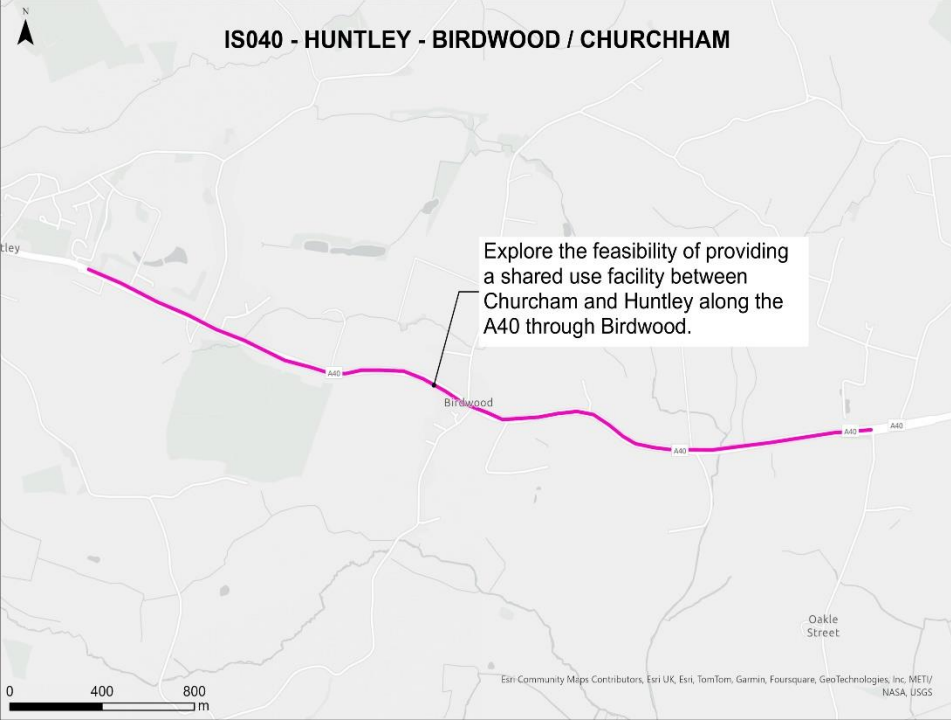 N
IS040 - HUNTLEY - BIRDWOOD / CHURCHHAM
tley
Explore the feasibility of providing
a shared use facility between
Churcham and Huntley along the
A40 through Birdwood.
A40
Birdwood
A40
A40
A40
Oakle
Street
0 400 800
m
Esri Community Maps Contributors, Esri UK, Esri, TomTom, Garmin, Foursquare, GeoTechnologies, Inc, METI/
NASA, USGS